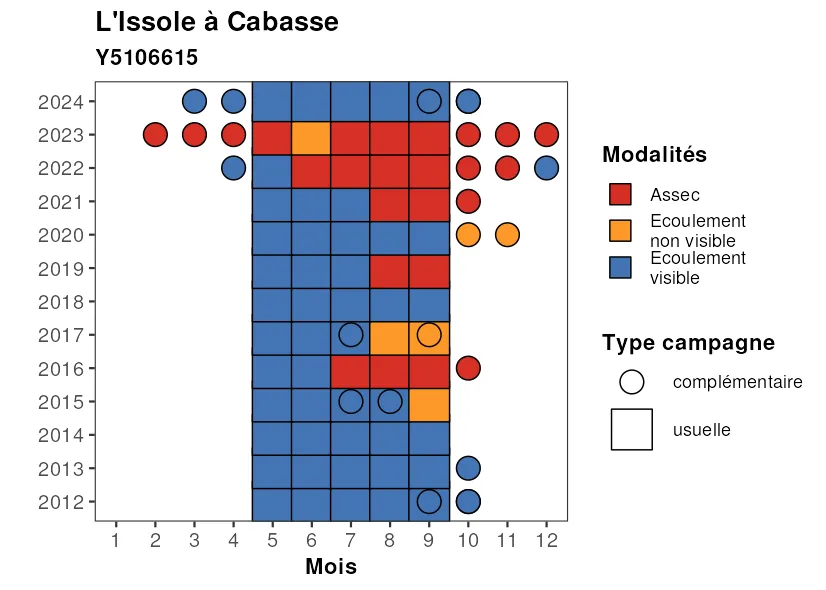 L'Issole à Cabasse
Y5106615
2024
2023
2022
2021
2020
2019
2018
2017
2016
2015
2014
2013
2012
1 2 3 4 5 6 7 8 9 10 11 12
Mois
Modalités
Assec
Ecoulement
non visible
Ecoulement
visible
Type campagne
complémentaire
usuelle